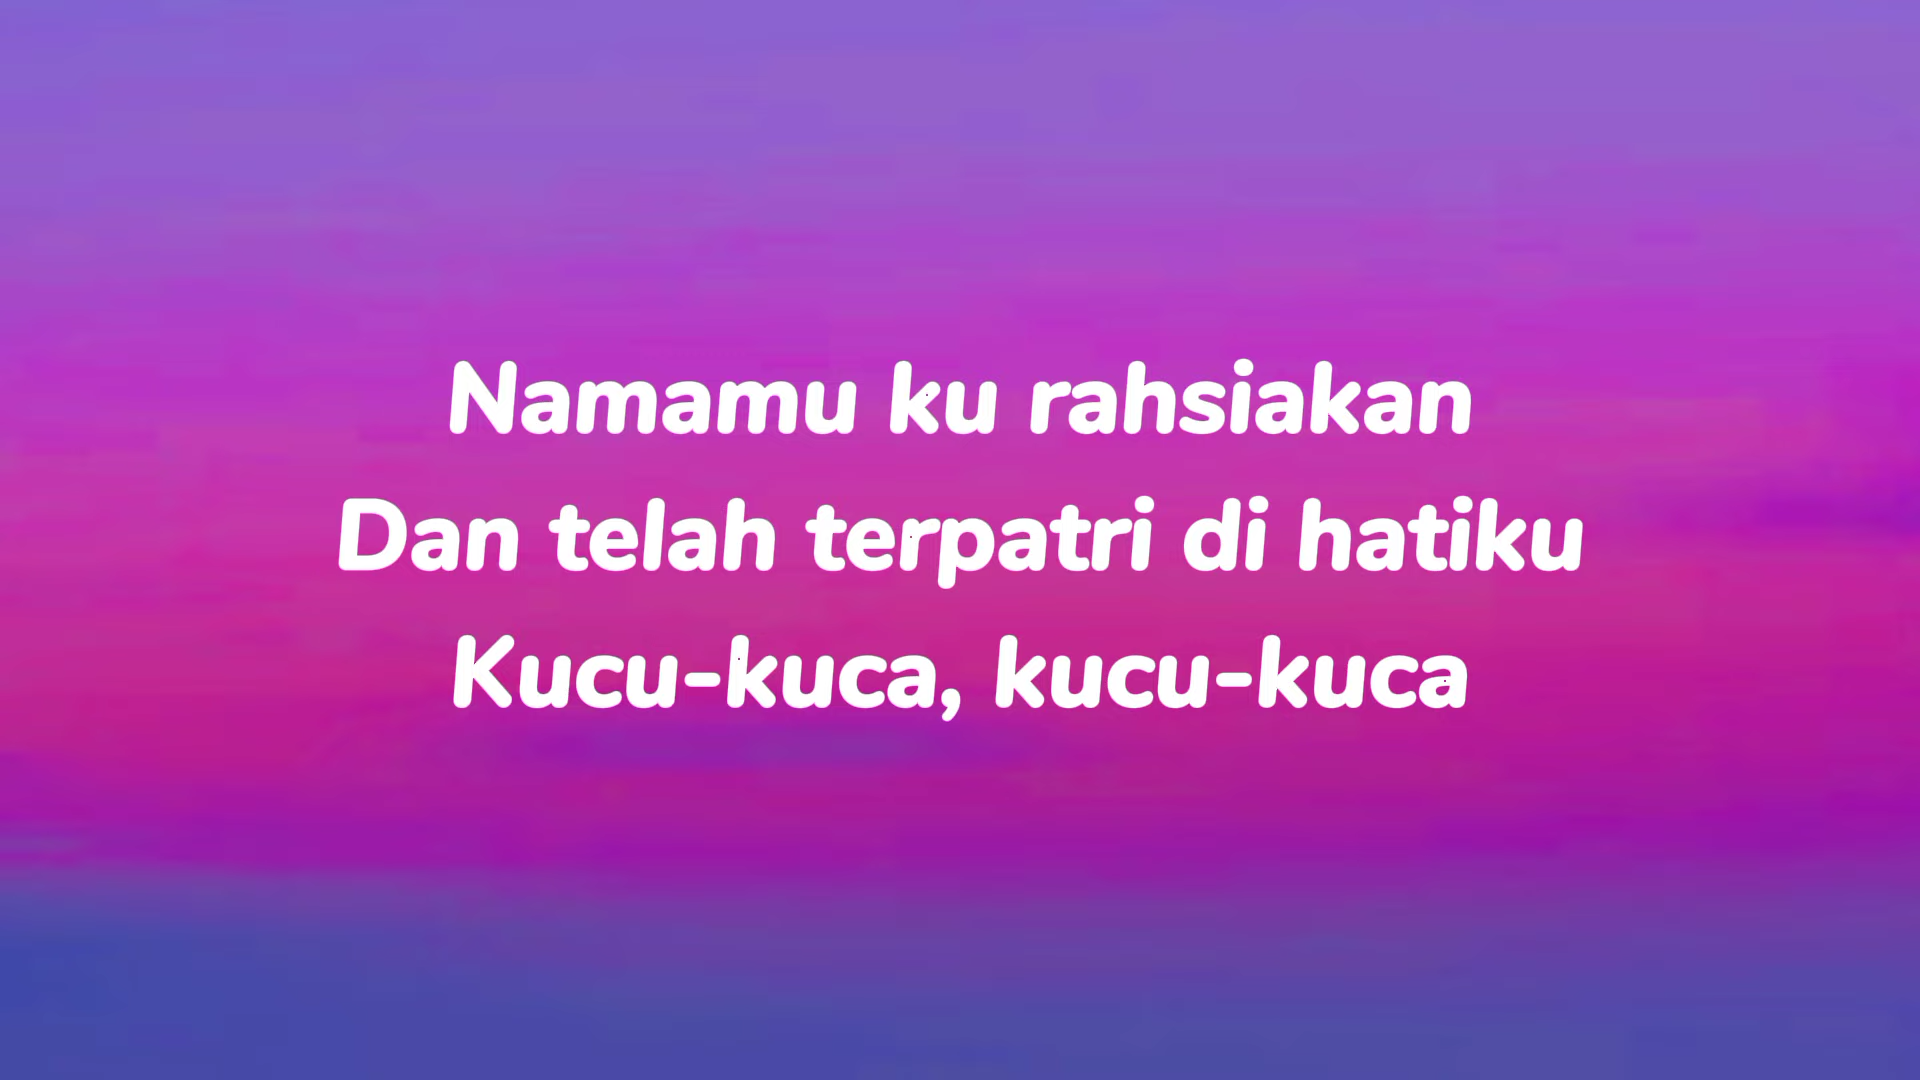 Namamu ku rahsiakan
Dan telah terpatri di hatiku
Kucu-kuca, kucu-kuca